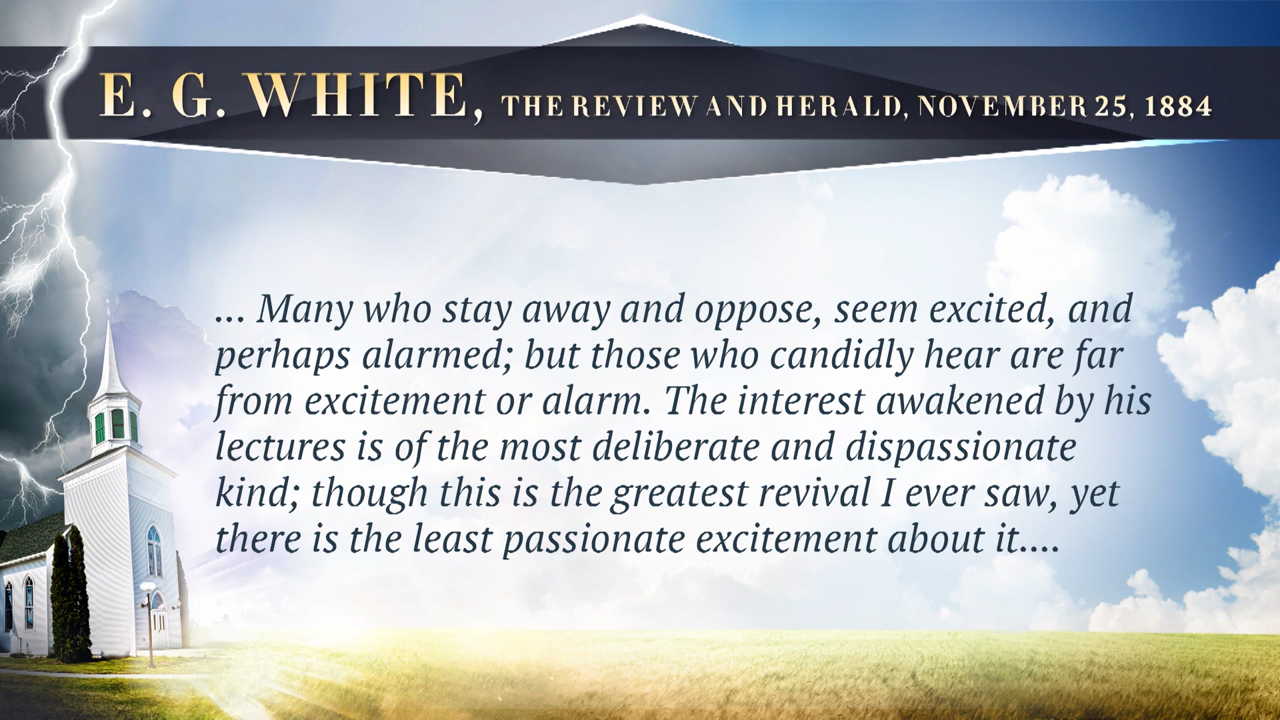 E. G. WHITE, THE REVIEW AND HERALD, NOVEMBER 25, 1884
... Many who stay away and oppose, seem excited, and
perhaps alarmed; but those who candidly hear are far
from excitement or alarm. The interest awakened by his
lectures is of the most deliberate and dispassionate
kind; though this is the greatest revival I ever saw, yet
there is the least passionate excitement about it....